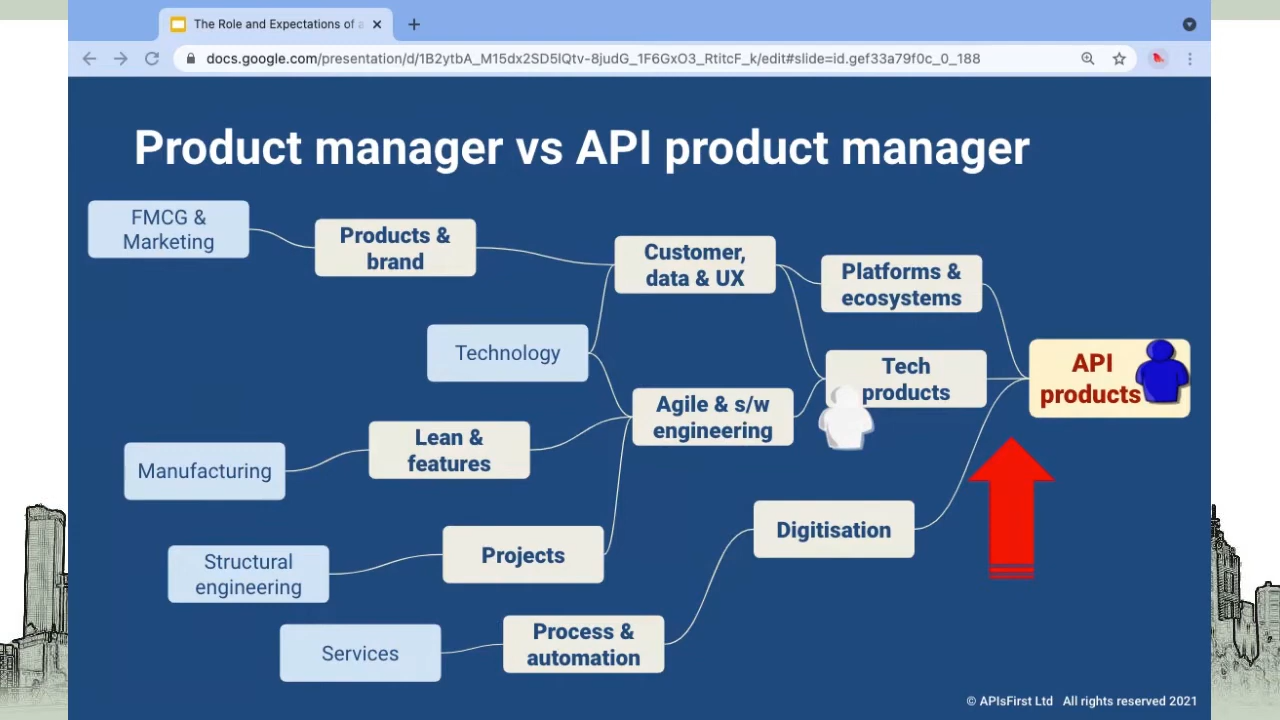 The Role and Expectations of a
docs.google.com/presentation/d/1B2ytbA_M15dx2SD5lQtv-8judG_1F6GxO3_RtitcF_k/edit#slide=id.gef33a79f0c_0_188
Product manager vs API product manager
FMCG &
Marketing
Products &
brand
Customer,
data & UX
Platforms &
ecosystems
Technology
Tech
products
API
products
Agile & s/w
engineering
Lean &
features
Manufacturing
Digitisation
Projects
Structural
engineering
Process &
automation
Services
© APIsFirst Ltd All rights reserved 2021